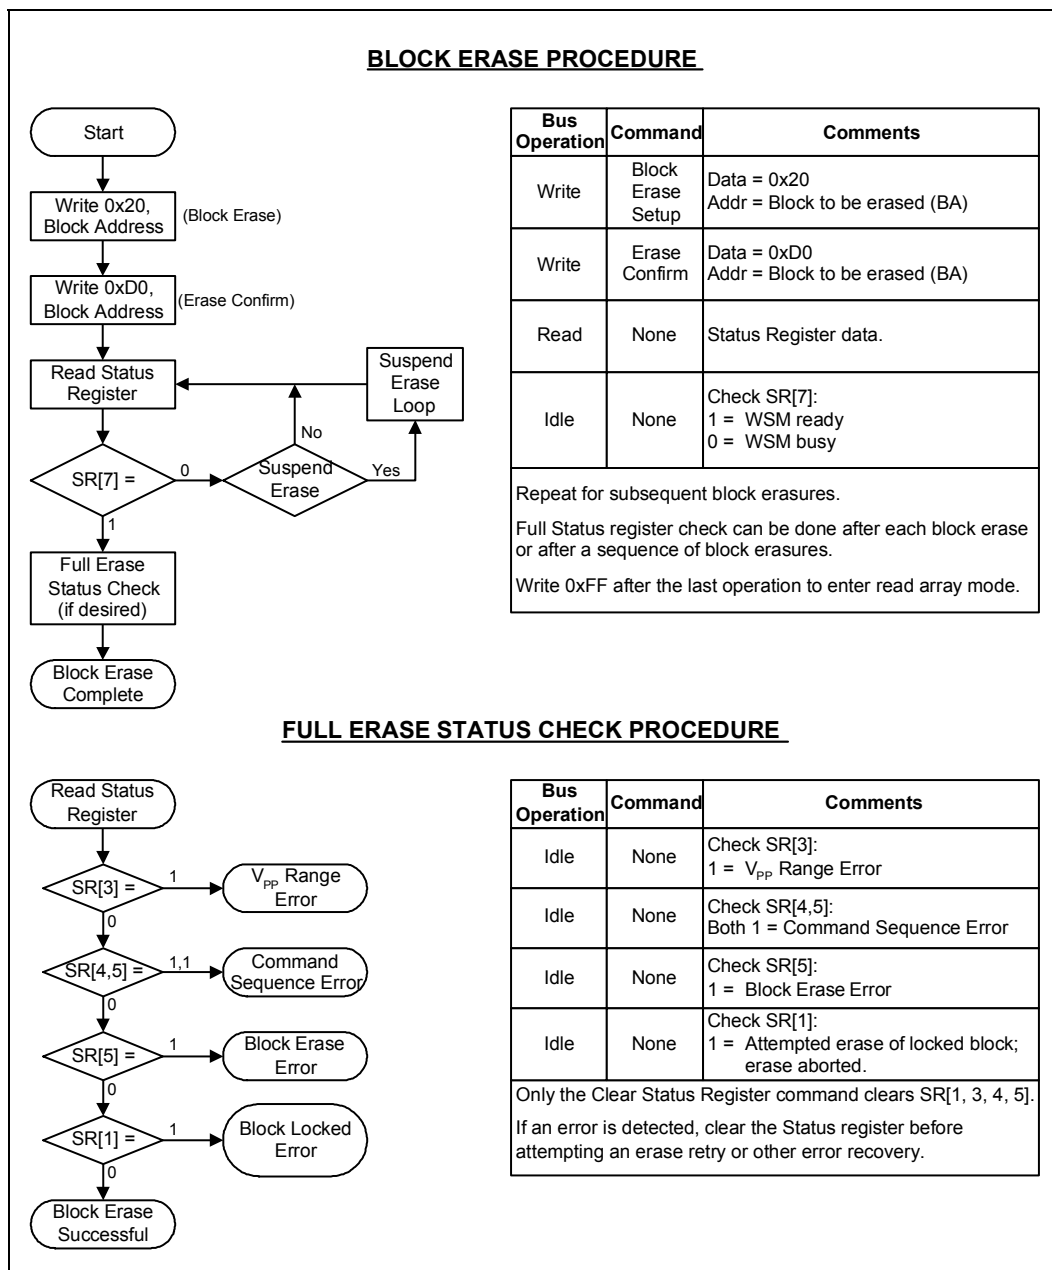 BLOCK ERASE PROCEDURE
Start
Write 0x20,
Block Address
(Block Erase)
Write 0xD0,
Block Address
(Erase Confirm)
Read Status
Register
Suspend
Erase
Loop
No
SR[7] =
0
Suspend
Erase
Yes
1
Full Erase
Status Check
(if desired)
Block Erase
Complete
Bus
Operation
Command
Comments
Write
Block
Erase
Setup
Data = 0x20
Addr = Block to be erased (BA)
Write
Erase
Confirm
Data = 0xD0
Addr = Block to be erased (BA)
Read
None
Status Register data.
Idle
None
Check SR[7]:
1 = WSM ready
0 = WSM busy
Repeat for subsequent block erasures.
Full Status register check can be done after each block erase
or after a sequence of block erasures.
Write 0xFF after the last operation to enter read array mode.
FULL ERASE STATUS CHECK PROCEDURE
Read Status
Register
SR[3] =
1
VPP Range
Error
0
SR[4,5] =
1,1
Command
Sequence Error
0
SR[5] =
1
Block Erase
Error
0
SR[1] =
1
Block Locked
Error
0
Block Erase
Successful
Bus
Operation
Command
Comments
Idle
None
Check SR[3]:
1 = VPP Range Error
Idle
None
Check SR[4,5]:
Both 1 = Command Sequence Error
Idle
None
Check SR[5]:
1 = Block Erase Error
Idle
None
Check SR[1]:
1 = Attempted erase of locked block;
erase aborted.
Only the Clear Status Register command clears SR[1, 3, 4, 5].
If an error is detected, clear the Status register before
attempting an erase retry or other error recovery.